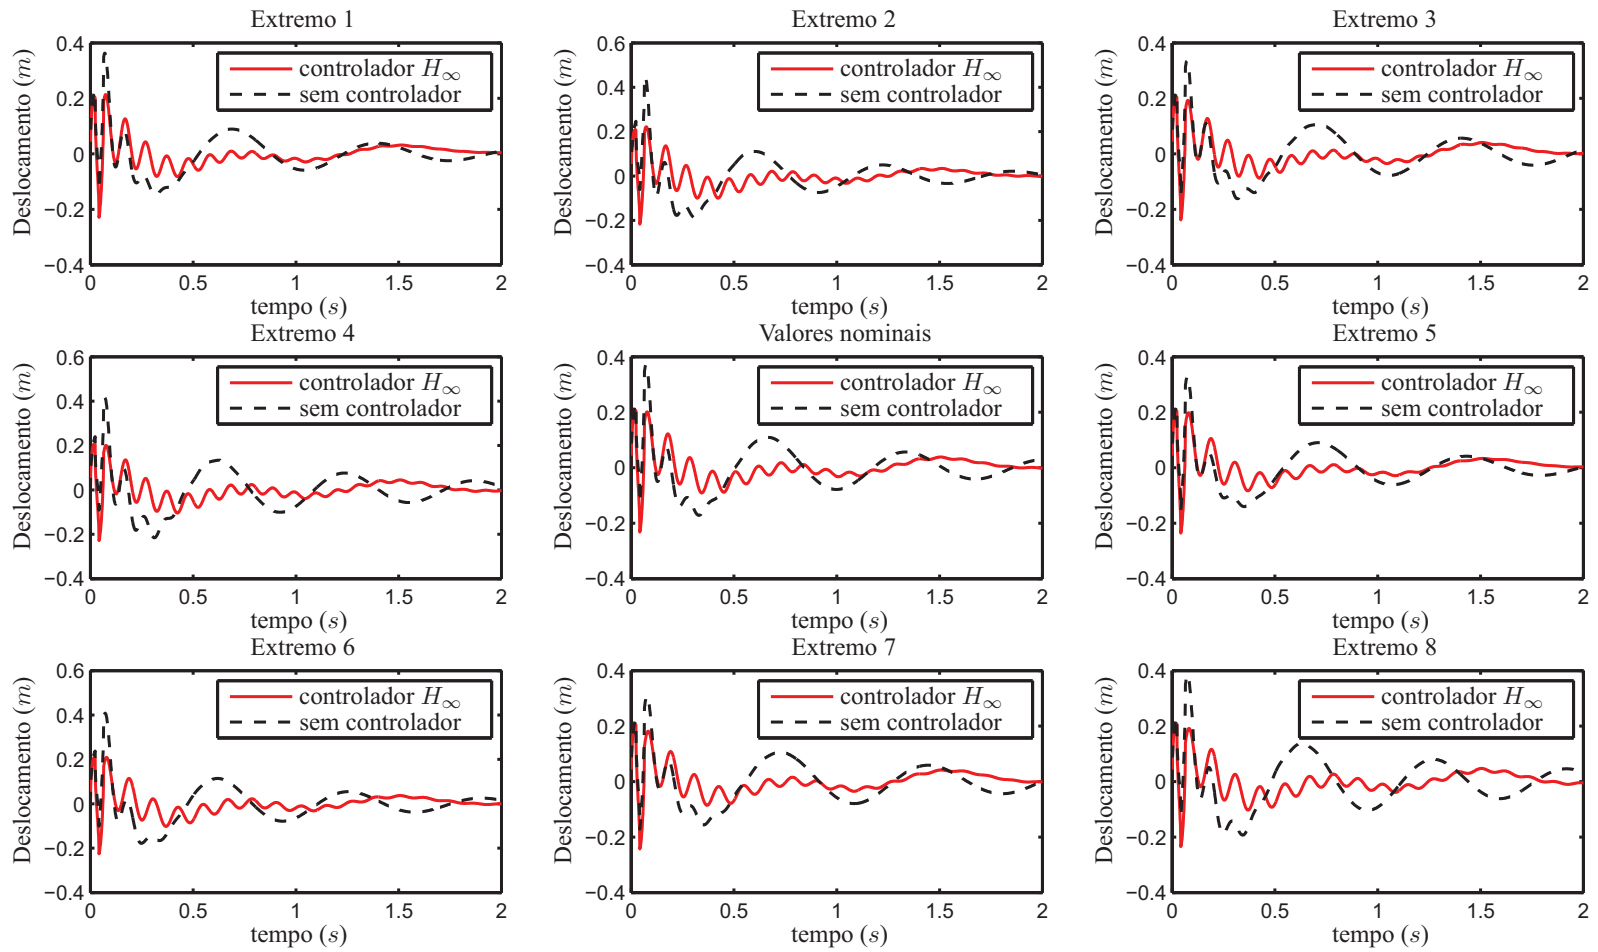 Extremo 1
Deslocamento (m)
0.4
0.2
0
−0.2
−0.4
controlador H∞
sem controlador
0 0.5 1 1.5 2
tempo (s)
Extremo 2
Deslocamento (m)
0.6
0.4
0.2
0
−0.2
−0.4
controlador H∞
sem controlador
0 0.5 1 1.5 2
tempo (s)
Extremo 3
Deslocamento (m)
0.4
0.2
0
−0.2
−0.4
controlador H∞
sem controlador
0 0.5 1 1.5 2
tempo (s)
Extremo 4
Deslocamento (m)
0.6
0.4
0.2
0
−0.2
−0.4
controlador H∞
sem controlador
0 0.5 1 1.5 2
tempo (s)
Valores nominais
Deslocamento (m)
0.4
0.2
0
−0.2
−0.4
controlador H∞
sem controlador
0 0.5 1 1.5 2
tempo (s)
Extremo 5
Deslocamento (m)
0.4
0.2
0
−0.2
−0.4
controlador H∞
sem controlador
0 0.5 1 1.5 2
tempo (s)
Extremo 6
Deslocamento (m)
0.6
0.4
0.2
0
−0.2
−0.4
controlador H∞
sem controlador
0 0.5 1 1.5 2
tempo (s)
Extremo 7
Deslocamento (m)
0.4
0.2
0
−0.2
−0.4
controlador H∞
sem controlador
0 0.5 1 1.5 2
tempo (s)
Extremo 8
Deslocamento (m)
0.4
0.2
0
−0.2
−0.4
controlador H∞
sem controlador
0 0.5 1 1.5 2
tempo (s)